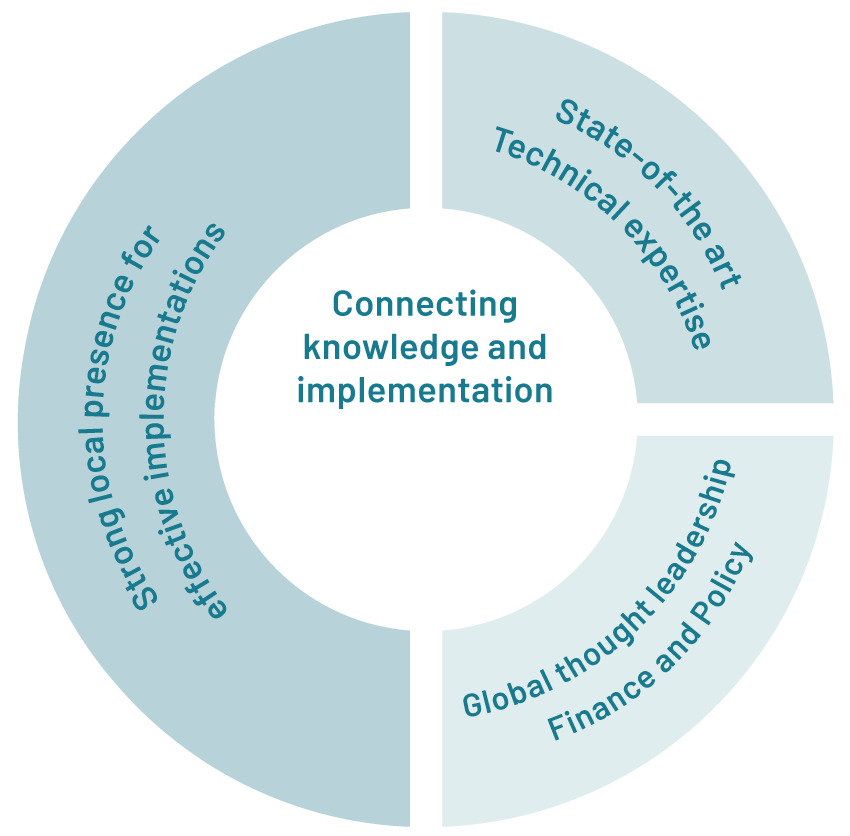 Connecting
knowledge and
implementation
State-of-the art
Technical expertise
Global thought leadership
Finance and Policy
Strong local presence for
effective implementations